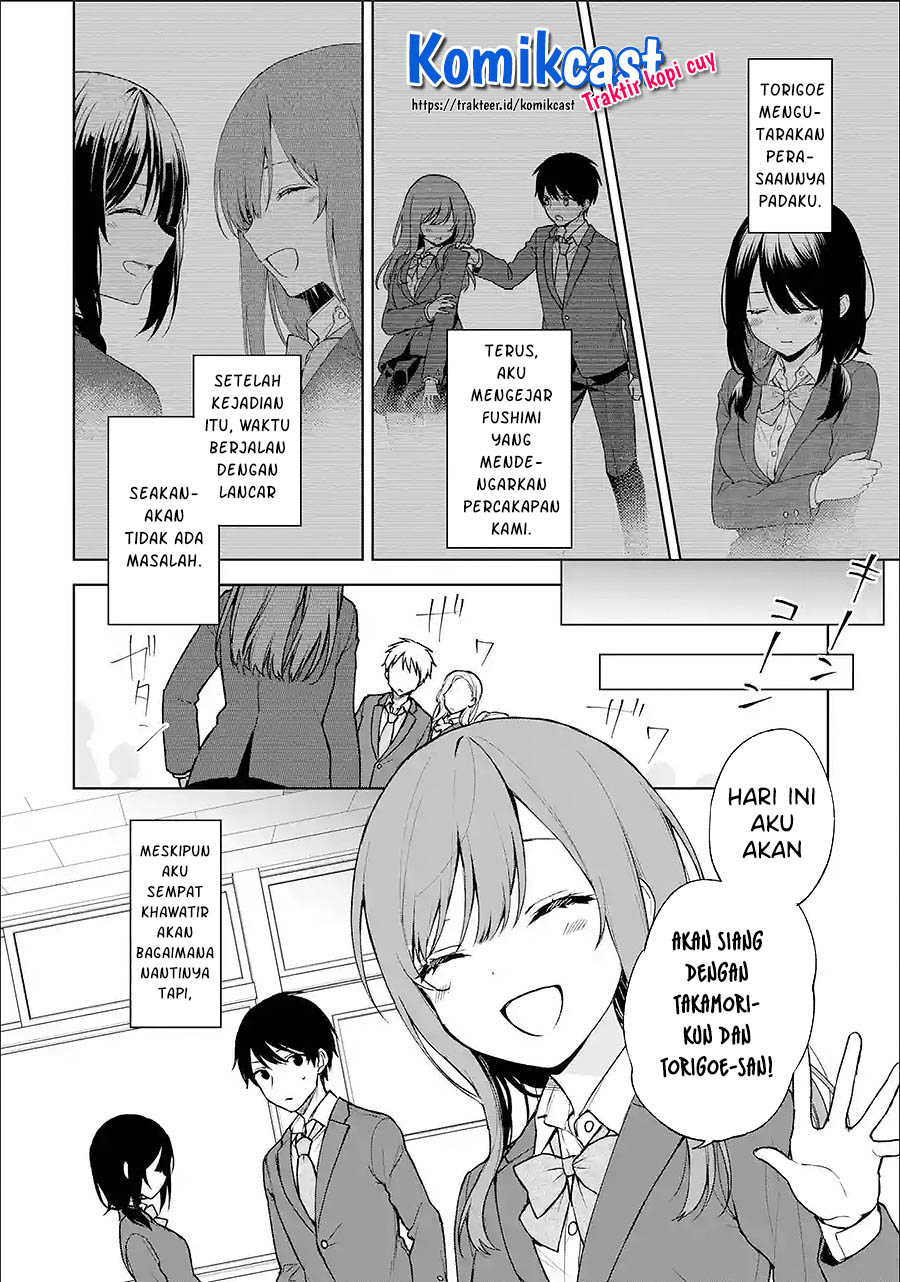 Komikcast
Traktir kopi cuy
https://trakteer.id/komikcast
TORIGOE
MENGU-
TARAKAN
PERA-
SAANNYA
PADAKU.
TERUS,
AKU
MENGEJAR
FUSHIMI
YANG
MENDE-
NGARKAN
PERCAKAPAN
KAMI.
SETELAH
KEJADIAN
ITU, WAKTU
BERJALAN
DENGAN
LANCAR
SEAKAN-
AKAN
TIDAK ADA
MASALAH.
キーンコーン
ザワ
ザワ
HARI INI
AKU
AKAN
AKAN SIANG
DENGAN
TAKAMORI-
KUN DAN
TORIGOE-SAN!
MESKIPUN
AKU
SEMPAT
KHAWATIR
AKAN
BAGAIMANA
NANTINYA
TAPI,